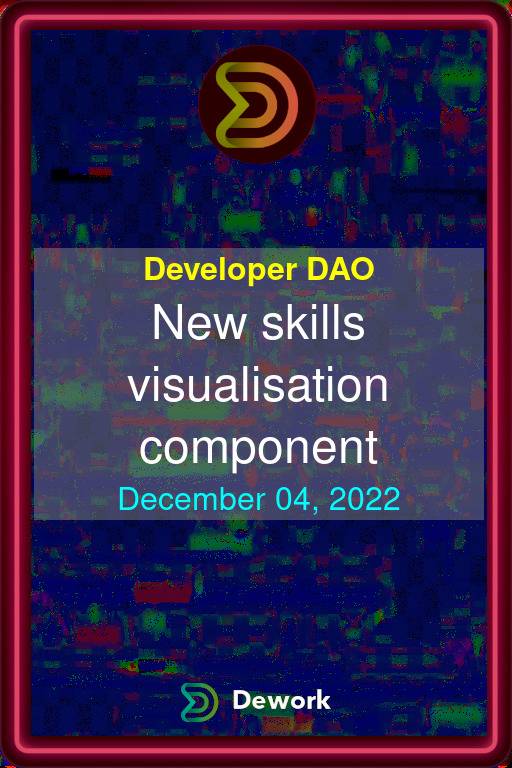 Developer DAO
New skills
visualisation
component
December 04, 2022
Dework